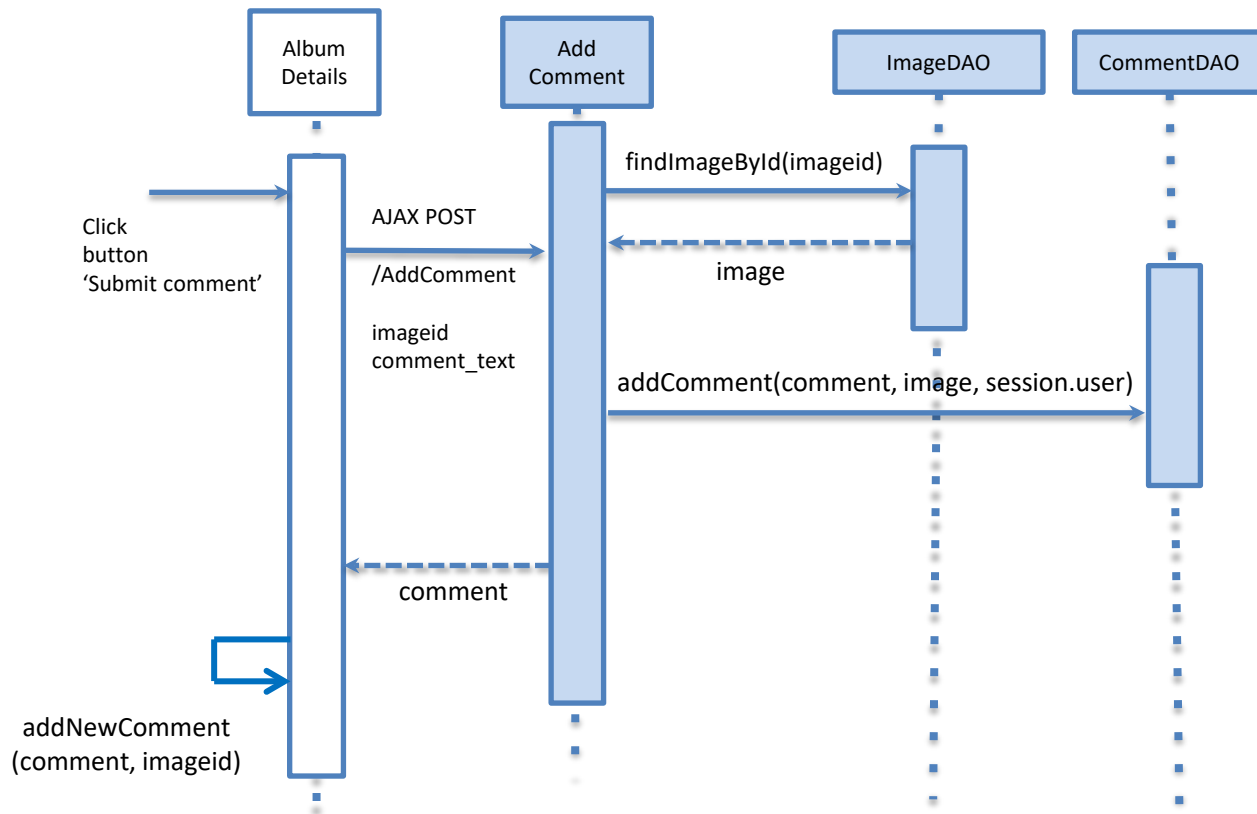 Album
Details
Add
Comment
ImageDAO
CommentDAO
findImageById(imageid)
Click
button
‘Submit comment’
AJAX POST
/AddComment
imageid
comment_text
image
addComment(comment, image, session.user)
comment
addNewComment
(comment, imageid)